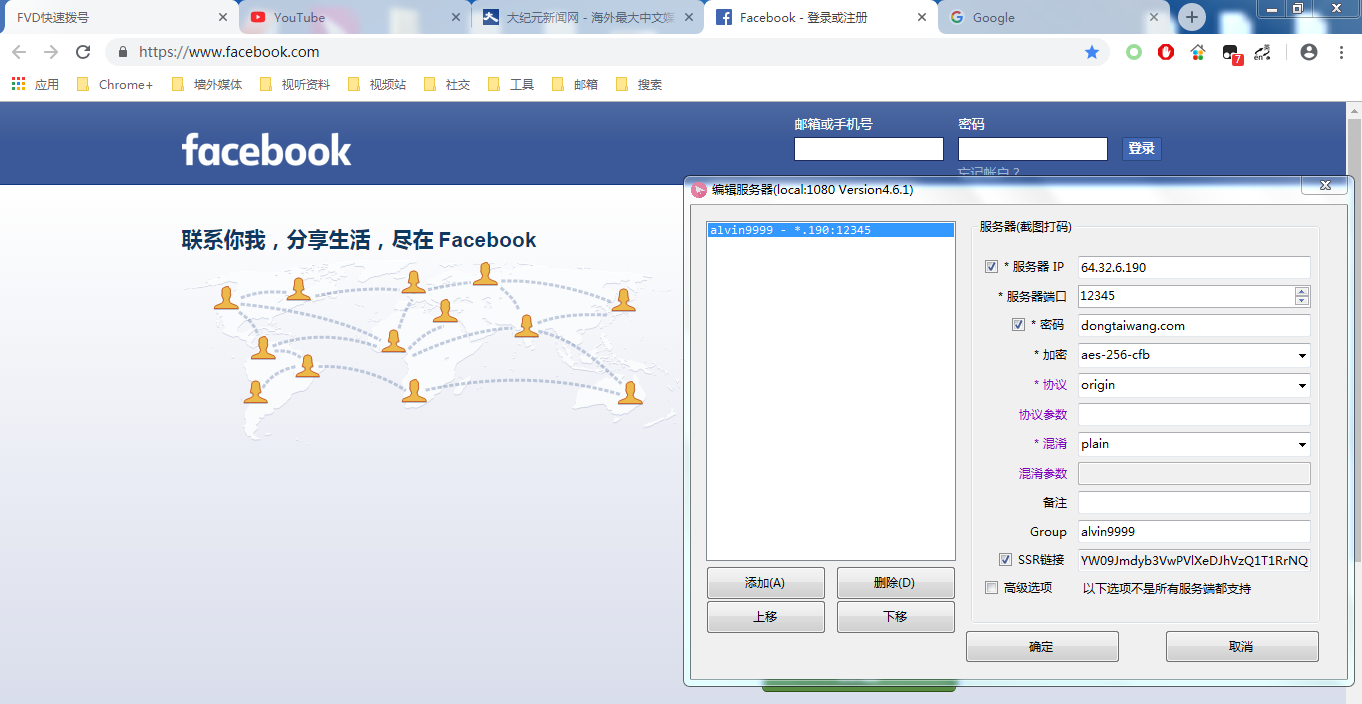 FVD快速拨号
YouTube
大纪元新闻网 - 海外最大中文媒
Facebook - 登录或注册
Google
https://www.facebook.com
7
en
英
应用
Chrome+
墙外媒体
视听资料
视频站
社交
工具
邮箱
搜索
facebook
邮箱或手机号
密码
登录
忘记帐户？
联系你我，分享生活，尽在 Facebook
编辑服务器(local:1080 Version4.6.1)
alvin9999 - *.190:12345
添加(A)
删除(D)
上移
下移
服务器(截图打码)
* 服务器 IP
64.32.6.190
* 服务器端口
12345
* 密码
dongtaiwang.com
* 加密
aes-256-cfb
* 协议
origin
协议参数
* 混淆
plain
混淆参数
备注
Group
alvin9999
SSR链接
YW09Jmdyb3VwPVlXeDJhVzQ1T1RrNQ
高级选项
以下选项不是所有服务端都支持
确定
取消